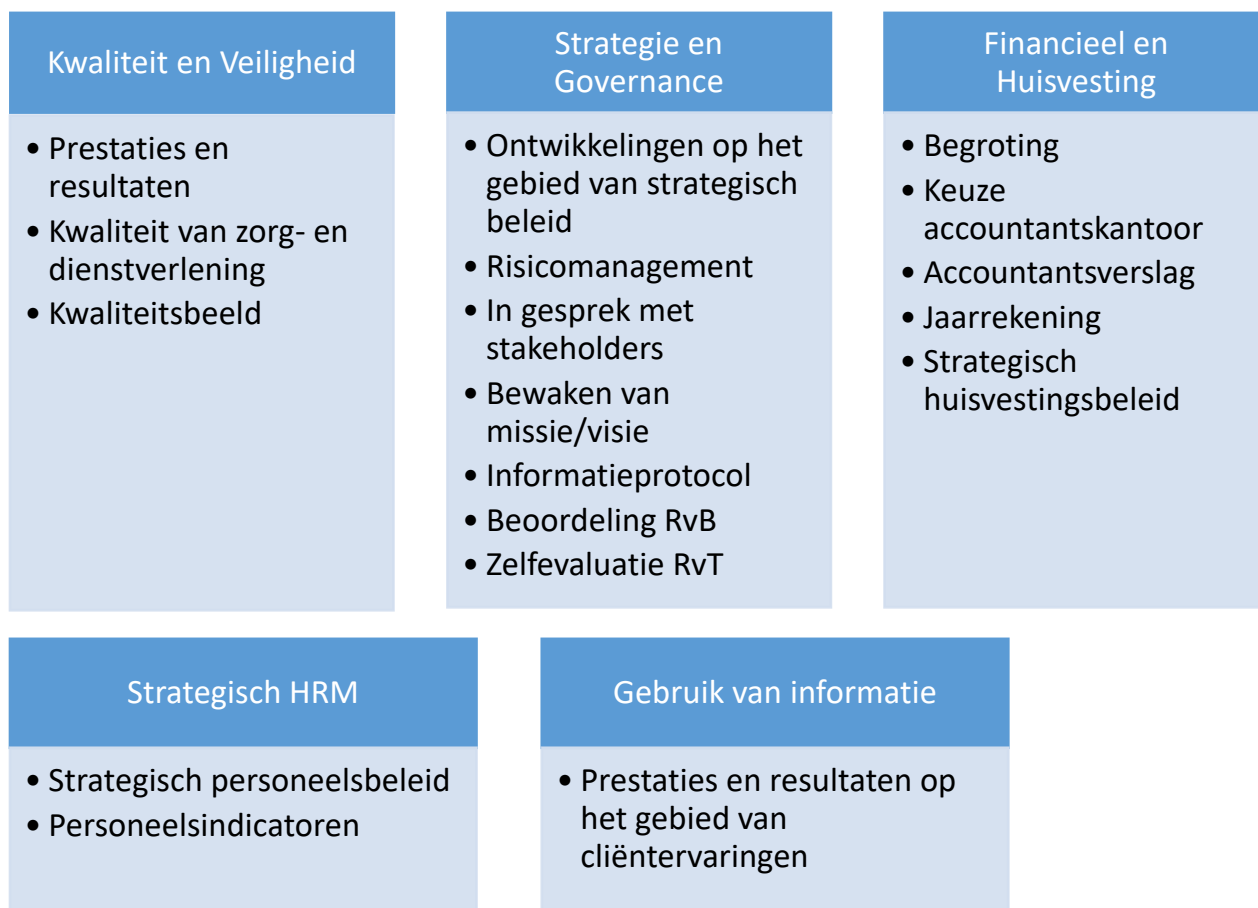 Kwaliteit en Veiligheid
• Prestaties en
resultaten
• Kwaliteit van zorg- en
dienstverlening
• Kwaliteitsbeeld
Strategie en
Governance
• Ontwikkelingen op het
gebied van strategisch
beleid
• Risicomanagement
• In gesprek met
stakeholders
• Bewaken van
missie/visie
• Informatieprotocol
• Beoordeling RvB
• Zelfevaluatie RvT
Financieel en
Huisvesting
• Begroting
• Keuze
accountantskantoor
• Accountantsverslag
• Jaarrekening
• Strategisch
huisvestingsbeleid
Strategisch HRM
• Strategisch personeelsbeleid
• Personeelsindicatoren
Gebruik van informatie
• Prestaties en resultaten op
het gebied van
cliëntervaringen